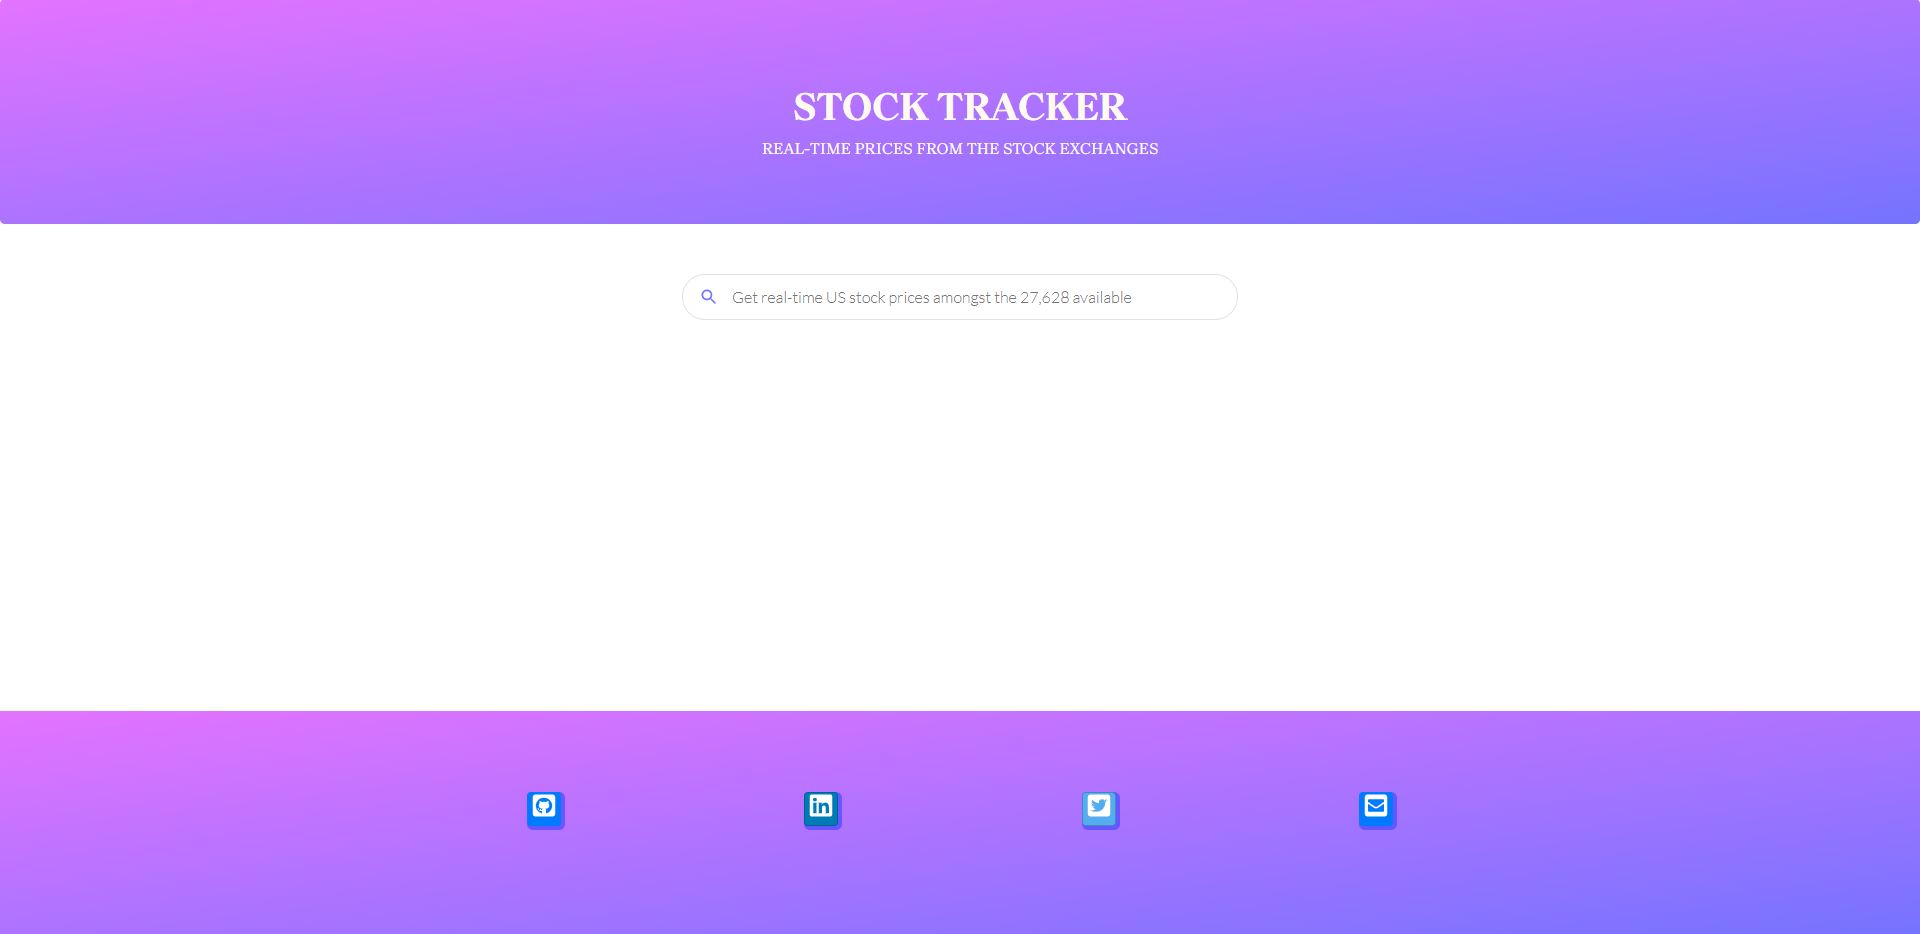 STOCK TRACKER
REAL-TIME PRICES FROM THE STOCK EXCHANGES
Get real-time US stock prices amongst the 27,628 available
in